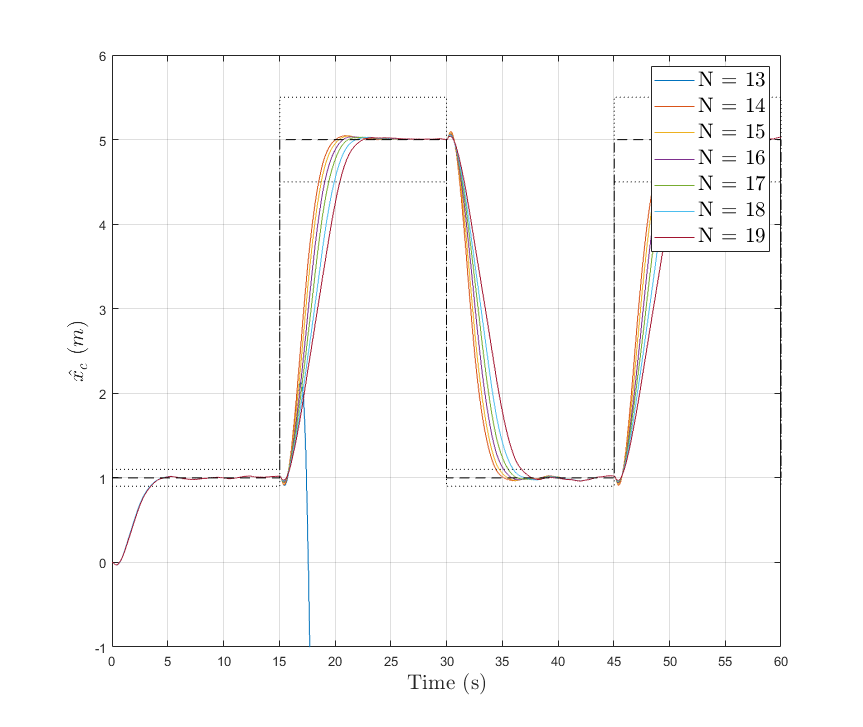 6
5
4
3
2
1
0
-1
x̂_c (m)
0 5 10 15 20 25 30 35 40 45 50 55 60
Time (s)
N = 13
N = 14
N = 15
N = 16
N = 17
N = 18
N = 19